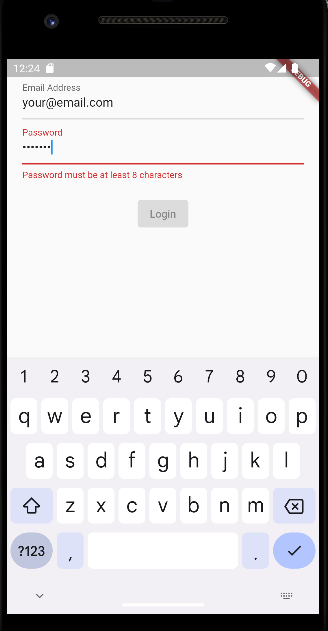 12:24
BUG
Email Address
your@email.com
Password
•••••••
Password must be at least 8 characters
Login
1 2 3 4 5 6 7 8 9 0
q w e r t y u i o p
a s d f g h j k l
z x c v b n m
?123 , .